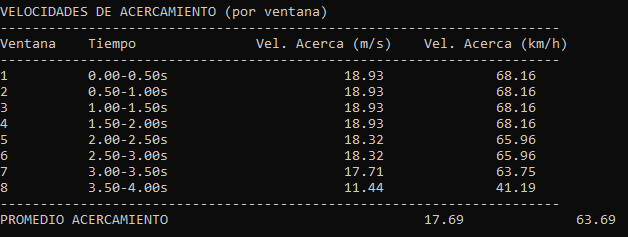 VELOCIDADES DE ACERCAMIENTO (por ventana)
----------------------------------------------------------------------
Ventana    Tiempo               Vel. Acerca (m/s)    Vel. Acerca (km/h)
----------------------------------------------------------------------
1          0.00-0.50s                      18.93              68.16
2          0.50-1.00s                      18.93              68.16
3          1.00-1.50s                      18.93              68.16
4          1.50-2.00s                      18.93              68.16
5          2.00-2.50s                      18.32              65.96
6          2.50-3.00s                      18.32              65.96
7          3.00-3.50s                      17.71              63.75
8          3.50-4.00s                      11.44              41.19
----------------------------------------------------------------------
PROMEDIO ACERCAMIENTO                                17.69              63.69